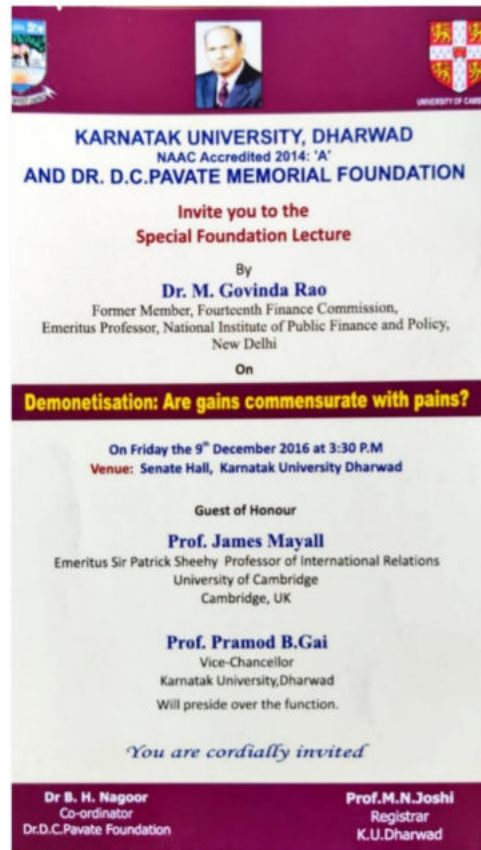 UNIVERSITY OF CAMB
KARNATAK UNIVERSITY, DHARWAD
NAAC Accredited 2014: 'A'
AND DR. D.C.PAVATE MEMORIAL FOUNDATION
Invite you to the
Special Foundation Lecture
By
Dr. M. Govinda Rao
Former Member, Fourteenth Finance Commission,
Emeritus Professor, National Institute of Public Finance and Policy,
New Delhi
On
Demonetisation: Are gains commensurate with pains?
On Friday the 9th December 2016 at 3:30 P.M
Venue: Senate Hall, Karnatak University Dharwad
Guest of Honour
Prof. James Mayall
Emeritus Sir Patrick Sheehy Professor of International Relations
University of Cambridge
Cambridge, UK
Prof. Pramod B.Gai
Vice-Chancellor
Karnatak University,Dharwad
Will preside over the function.
You are cordially invited
Dr B. H. Nagoor
Co-ordinator
Dr.D.C.Pavate Foundation
Prof.M.N.Joshi
Registrar
K.U.Dharwad